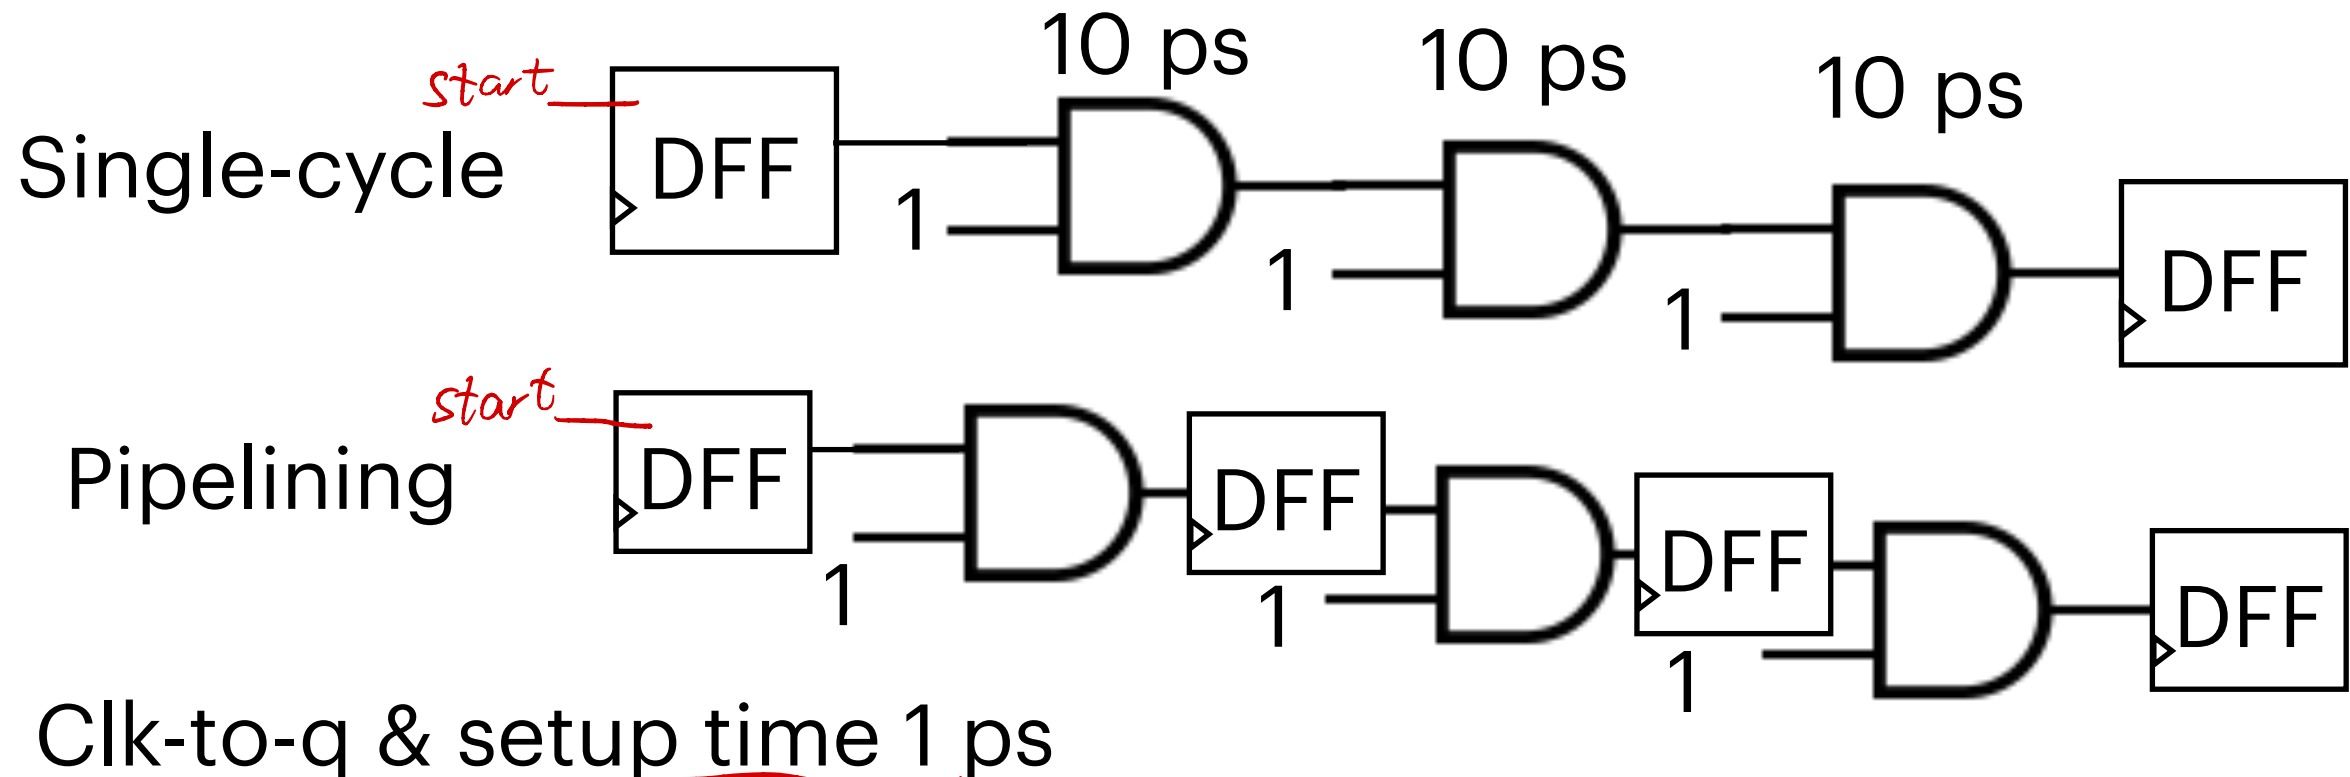 10 ps
10 ps
10 ps
start
Single-cycle
DFF
1
1
1
DFF
start
Pipelining
DFF
DFF
DFF
DFF
1
1
1
Clk-to-q & setup time 1 ps